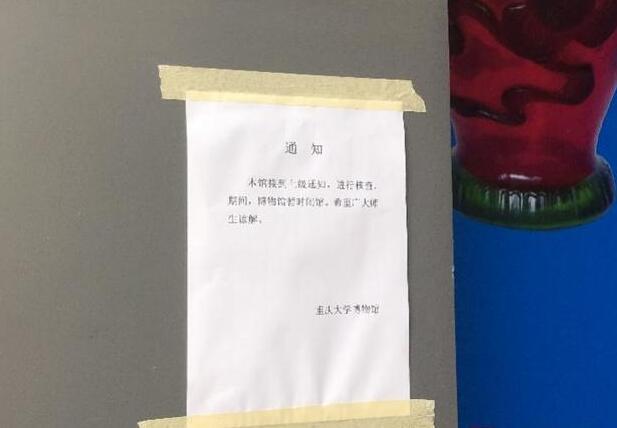 通 知
本馆接到上级通知，进行核查。
期间，博物馆暂时闭馆。希望广大师
生谅解。
重庆大学博物馆